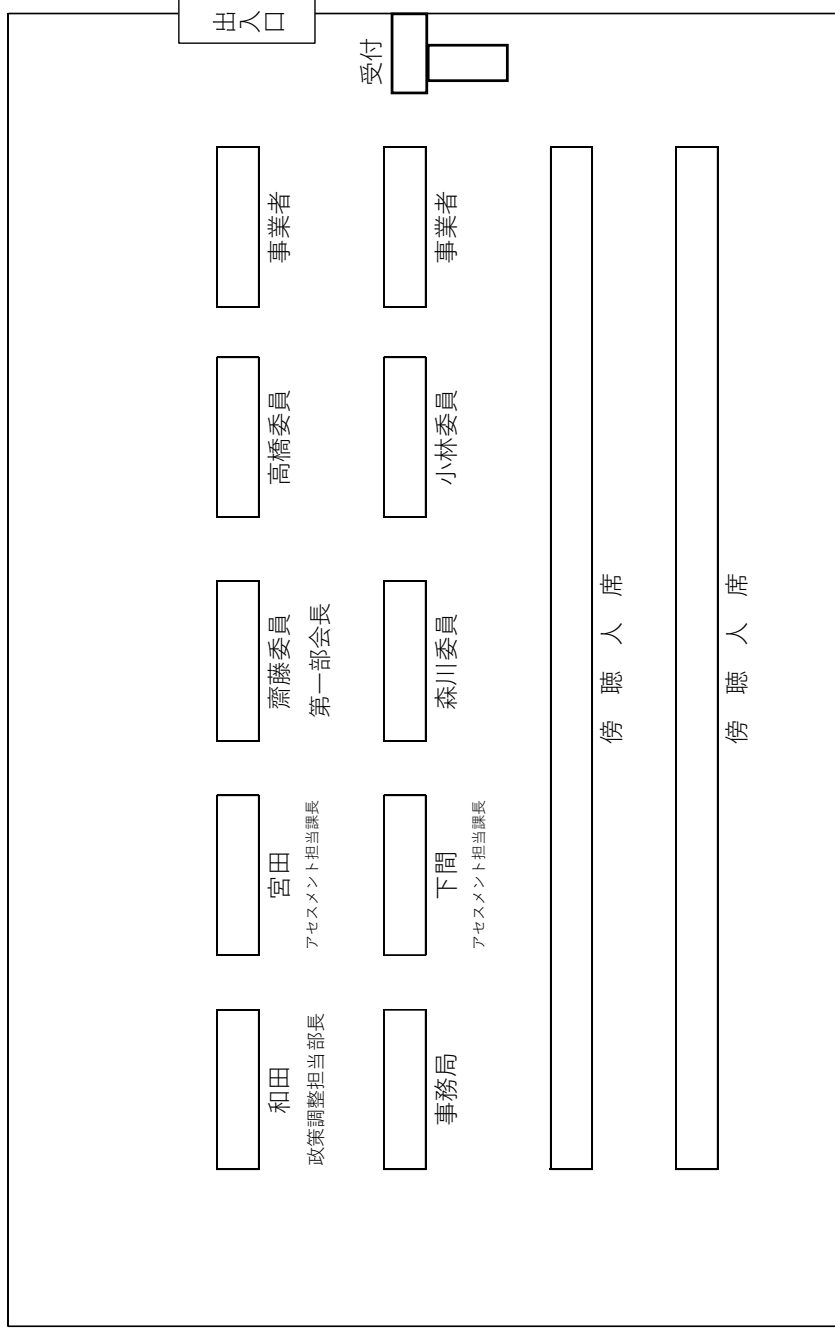 出入口
和田
政策調整担当部長
宮田
アセスメント担当課長
齋藤委員
第一部会長
高橋委員
事業者
受付
事務局
下間
アセスメント担当課長
森川委員
小林委員
事業者
傍 聴 人 席
傍 聴 人 席